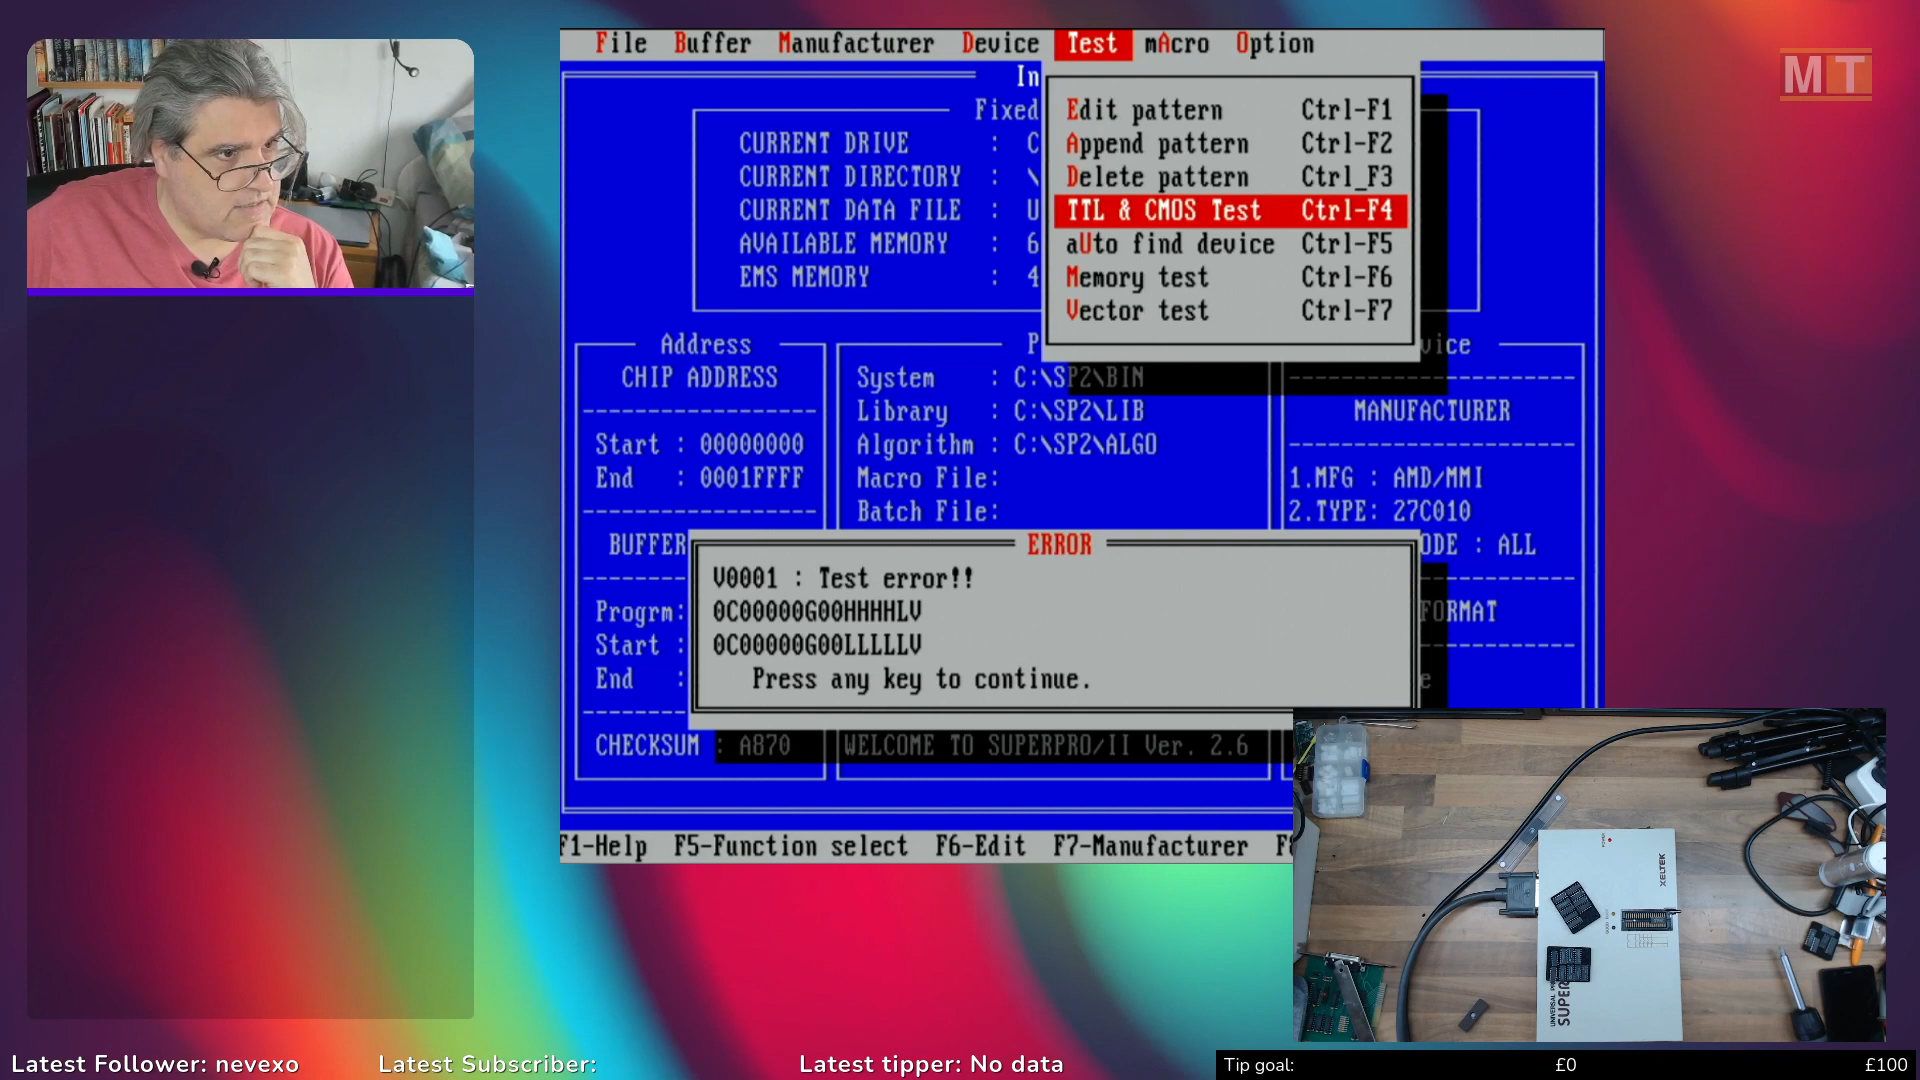 File Buffer Manufacturer Device Test mAcro Option
MT
In
Edit pattern Ctrl-F1
Append pattern Ctrl-F2
Delete pattern Ctrl_F3
TTL & CMOS Test Ctrl-F4
aUto find device Ctrl-F5
Memory test Ctrl-F6
Vector test Ctrl-F7
Fixed
CURRENT DRIVE : C
CURRENT DIRECTORY : \
CURRENT DATA FILE : U
AVAILABLE MEMORY : 6
EMS MEMORY : 4
Address
CHIP ADDRESS
Start : 00000000
End : 0001FFFF
BUFFER
Progrm:
Start :
End :
CHECKSUM : A870
P
System : C:\SP2\BIN
Library : C:\SP2\LIB
Algorithm : C:\SP2\ALGO
Macro File:
Batch File:
WELCOME TO SUPERPRO/II Ver. 2.6
vice
MANUFACTURER
1.MFG : AMD/MMI
2.TYPE: 27C010
ODE : ALL
FORMAT
e
ERROR
V0001 : Test error!!
0C00000G00HHHHLV
0C00000G00LLLLLV
Press any key to continue.
F1-Help F5-Function select F6-Edit F7-Manufacturer F
XELTEK
SUPER
Latest Follower: nevexo Latest Subscriber: Latest tipper: No data Tip goal: £0 £100